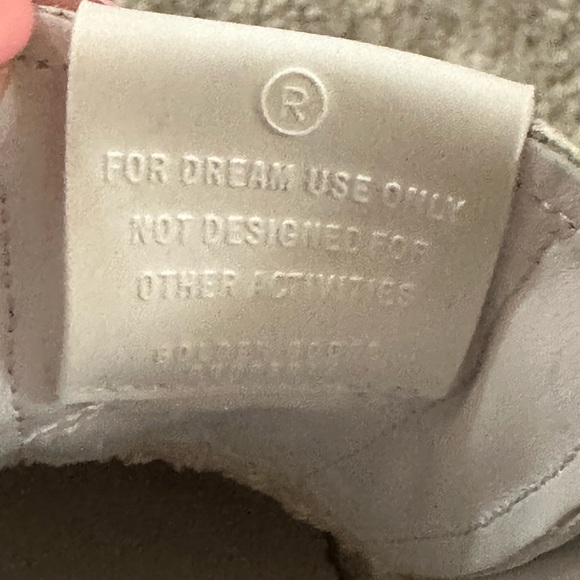 ®
FOR DREAM USE ONLY
NOT DESIGNED FOR
OTHER ACTIVITIES